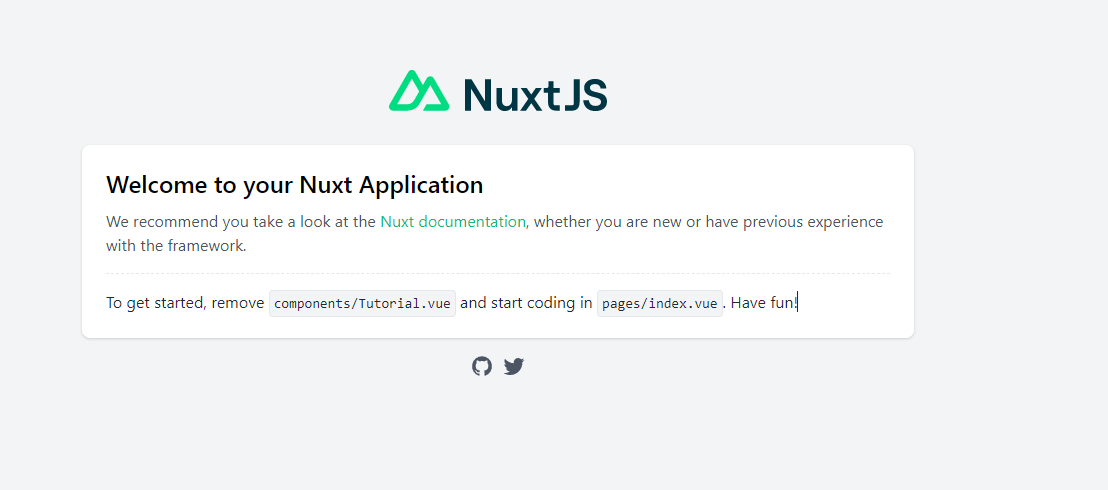 NuxtJS
Welcome to your Nuxt Application
We recommend you take a look at the Nuxt documentation, whether you are new or have previous experience
with the framework.
To get started, remove components/Tutorial.vue and start coding in pages/index.vue. Have fun!